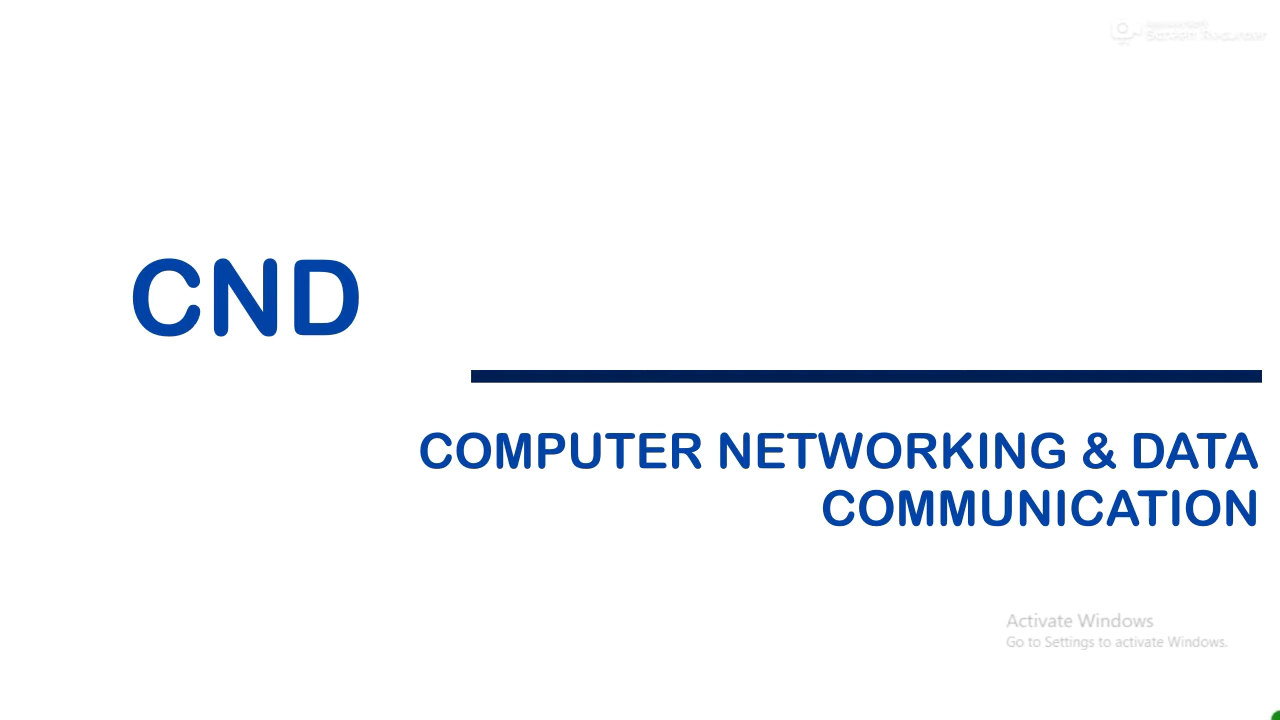 CND
COMPUTER NETWORKING & DATA
COMMUNICATION
Activate Windows
Go to Settings to activate Windows.